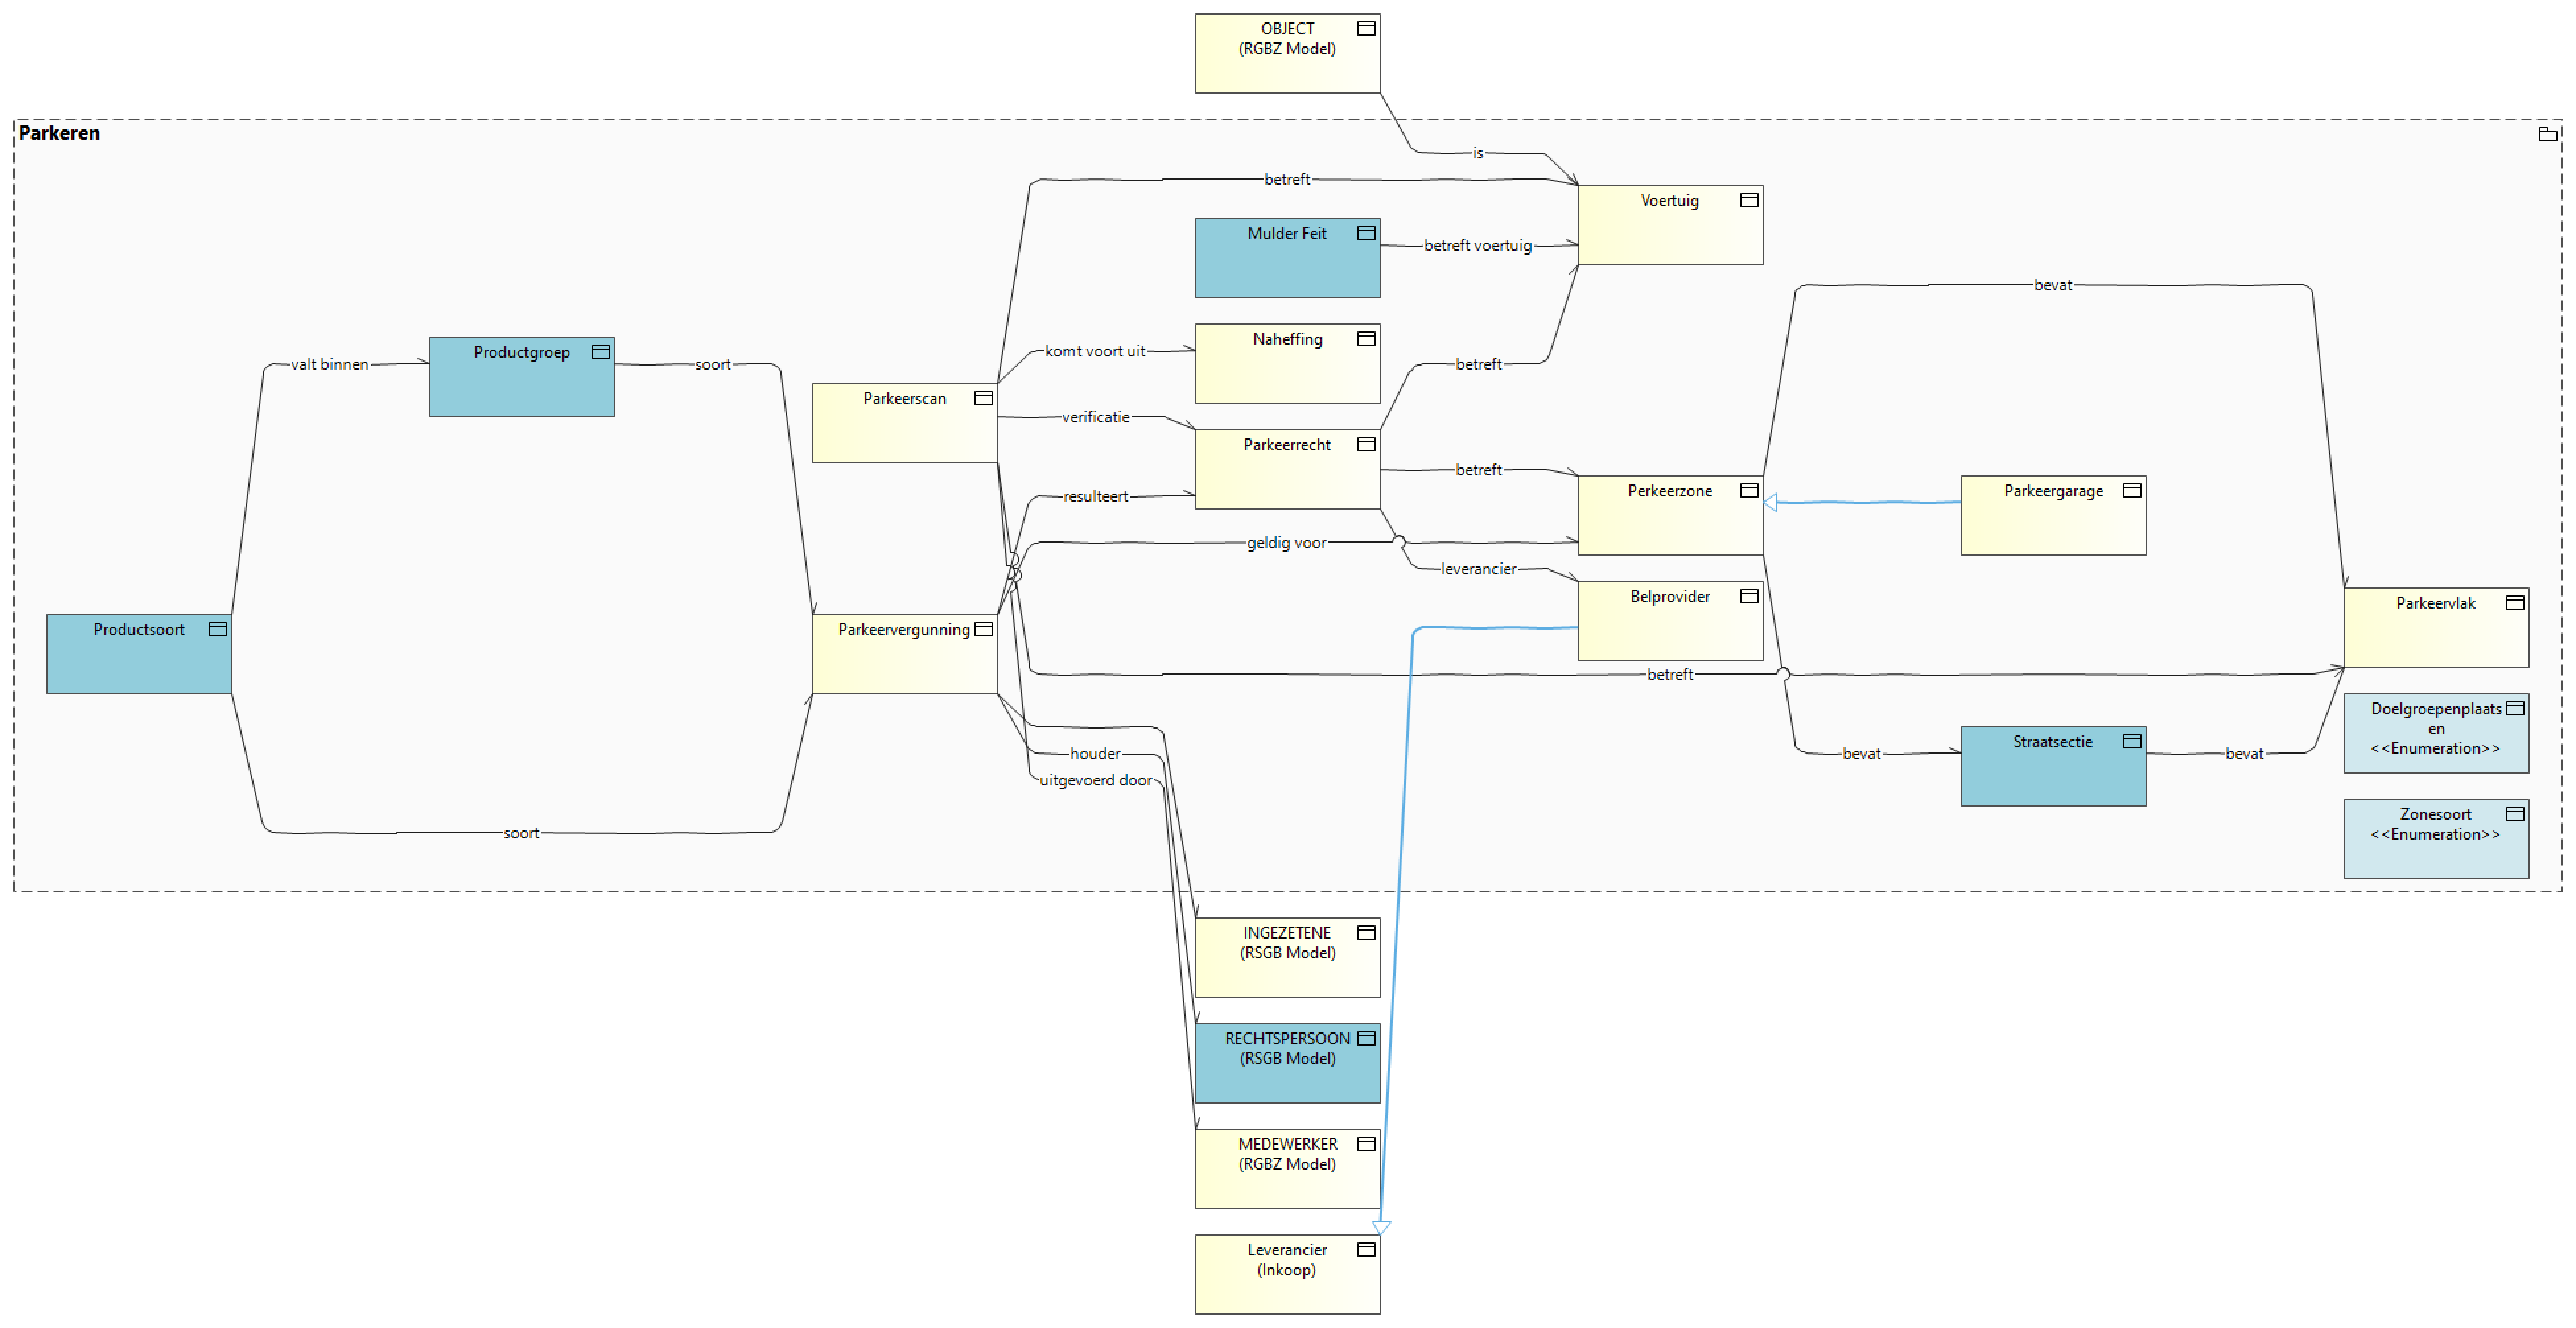 OBJECT
(RGBZ Model)
Parkeren
is
betreft
Voertuig
Mulder Feit
betreft voertuig
bevat
Naheffing
komt voort uit
Productgroep
valt binnen
soort
betreft
Parkeerscan
verificatie
Parkeerrecht
betreft
resulteert
Perkeerzone
Parkeergarage
geldig voor
leverancier
Belprovider
Parkeervlak
Productsoort
Parkeervergunning
betreft
Doelgroepenplaats
en
<<Enumeration>>
Straatsectie
houder
bevat
bevat
uitgevoerd door
Zonesoort
<<Enumeration>>
soort
INGEZETENE
(RSGB Model)
RECHTSPERSOON
(RSGB Model)
MEDEWERKER
(RGBZ Model)
Leverancier
(Inkoop)